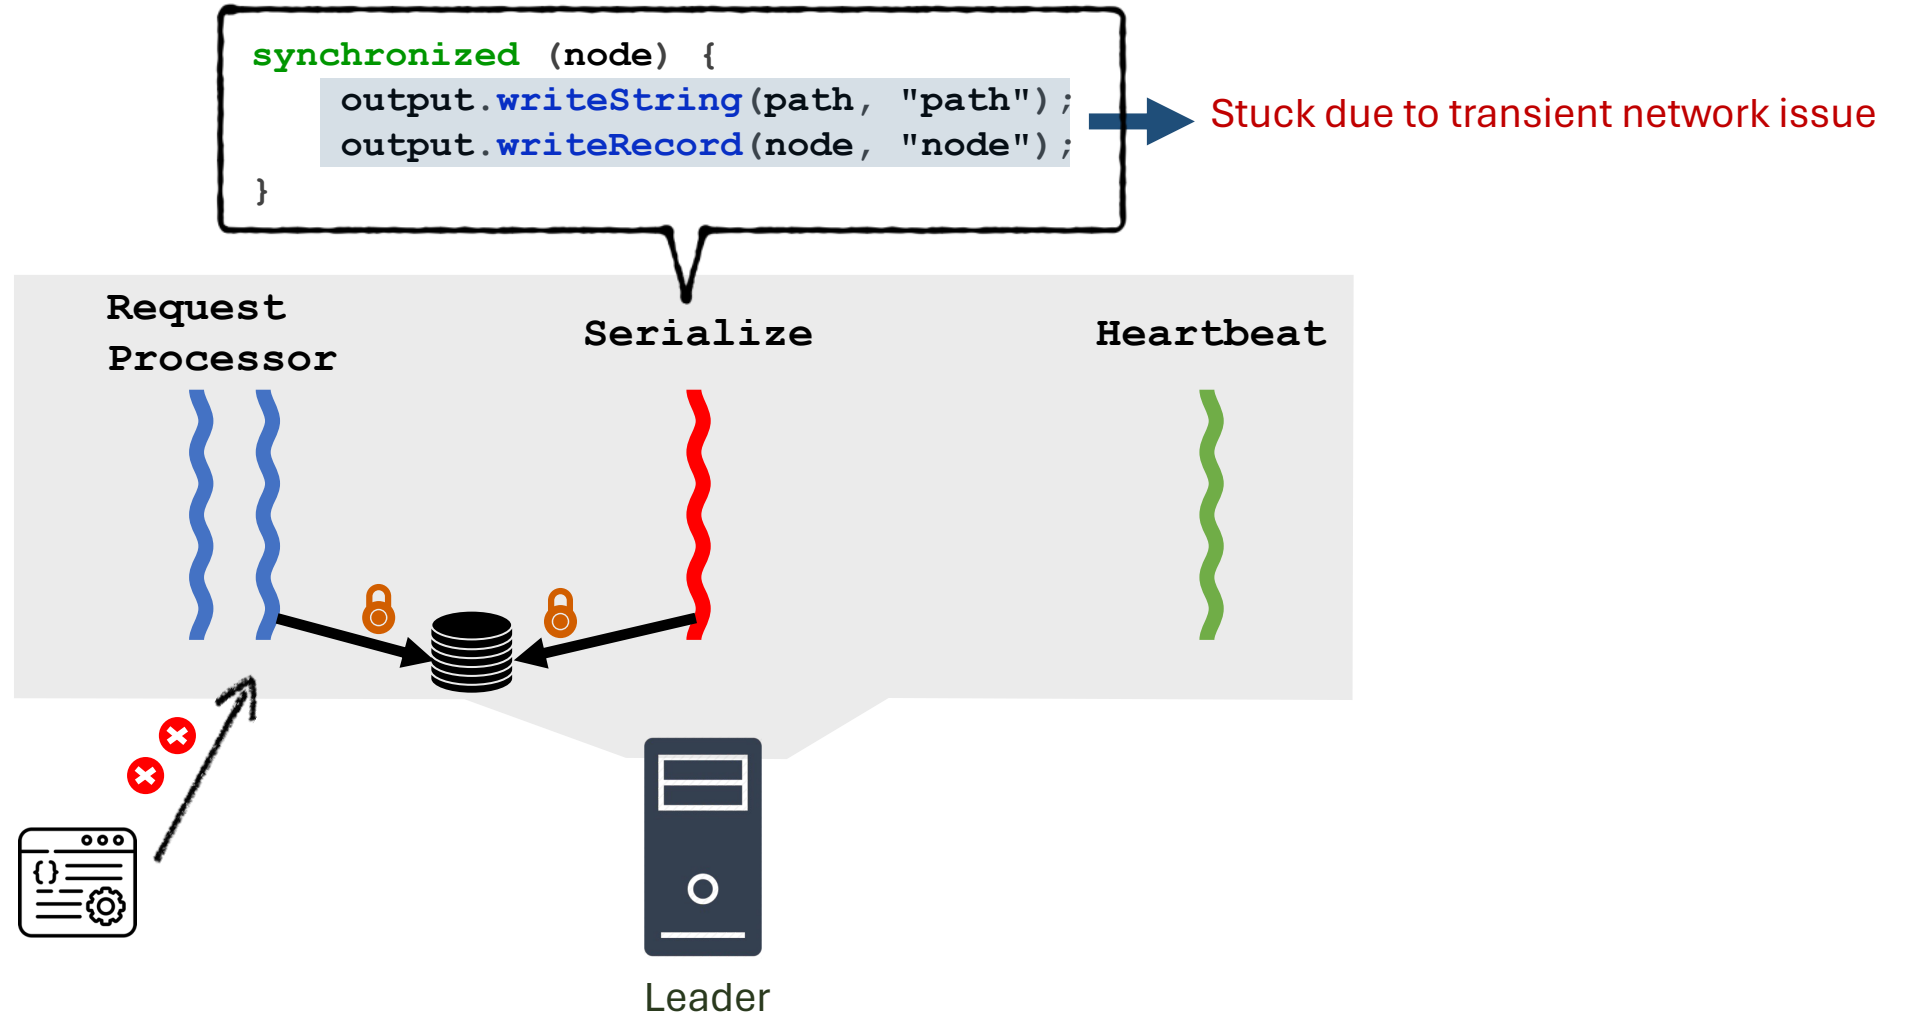 synchronized (node) {
output.writeString(path, "path");
output.writeRecord(node, "node");
}
Stuck due to transient network issue
Request
Processor
Serialize
Heartbeat
{}
Leader